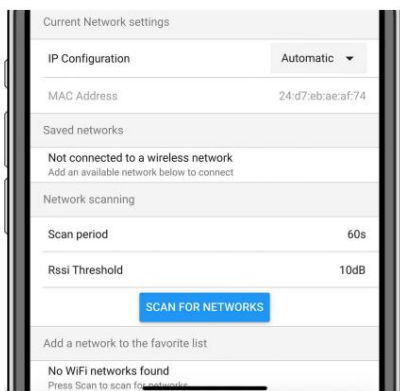 Current Network settings
IP Configuration Automatic
MAC Address 24:d7:eb:ae:af:74
Saved networks
Not connected to a wireless network
Add an available network below to connect
Network scanning
Scan period 60s
Rssi Threshold 10dB
SCAN FOR NETWORKS
Add a network to the favorite list
No WiFi networks found
Press Scan to scan for networks